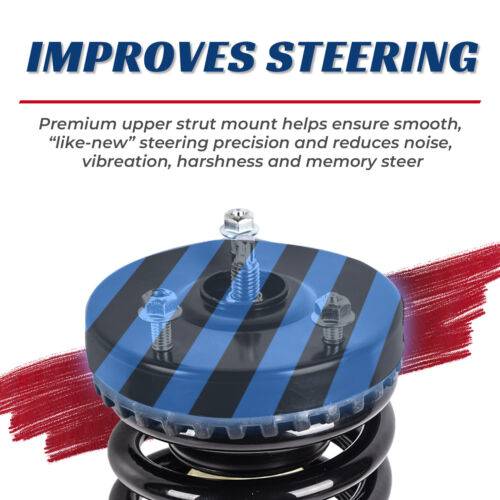 IMPROVES STEERING
Premium upper strut mount helps ensure smooth,
“like-new” steering precision and reduces noise,
vibreation, harshness and memory steer